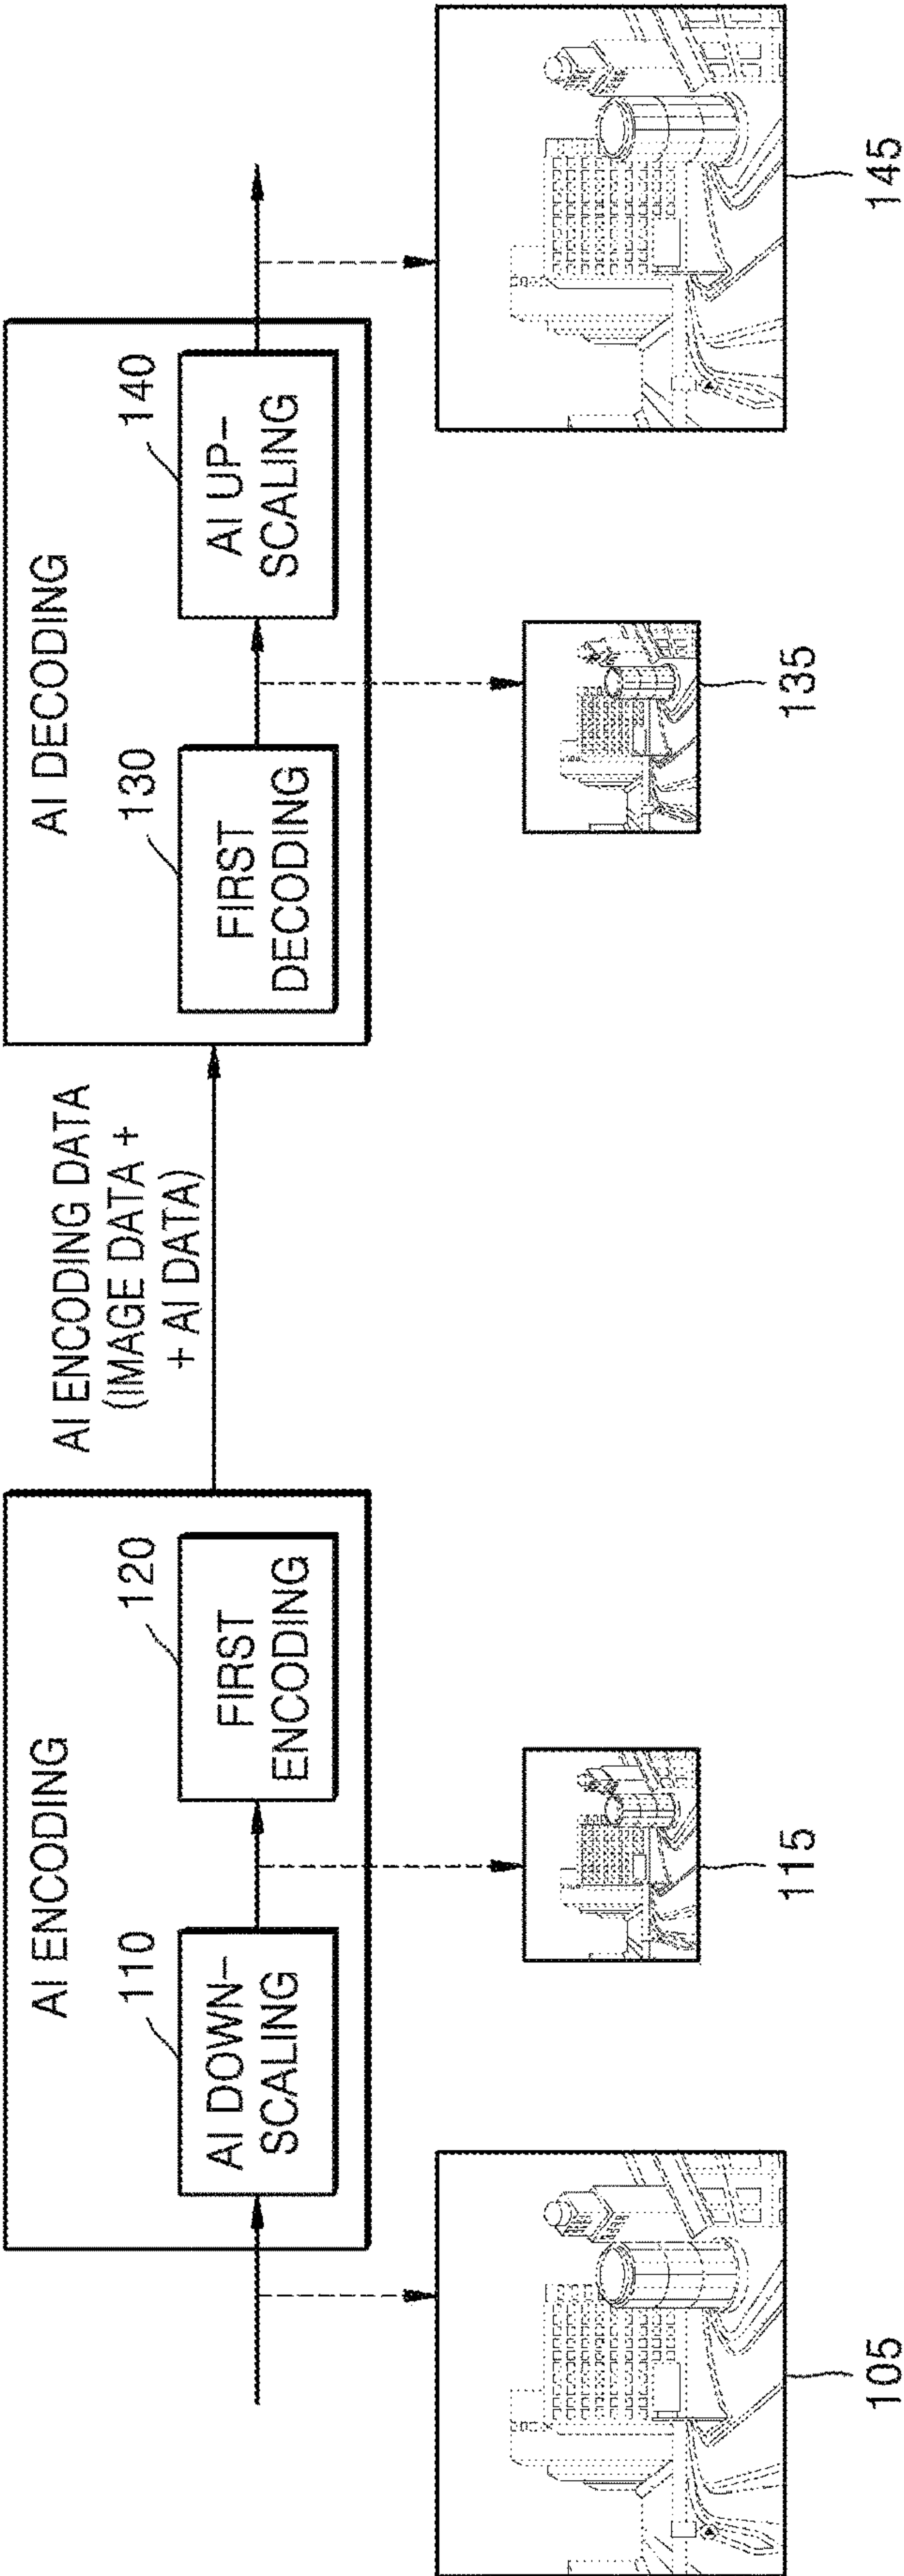 AI ENCODING
110
AI DOWN-
SCALING
120
FIRST
ENCODING
AI ENCODING DATA
(IMAGE DATA +
+ AI DATA)
AI DECODING
130
FIRST
DECODING
140
AI UP-
SCALING
105
115
135
145